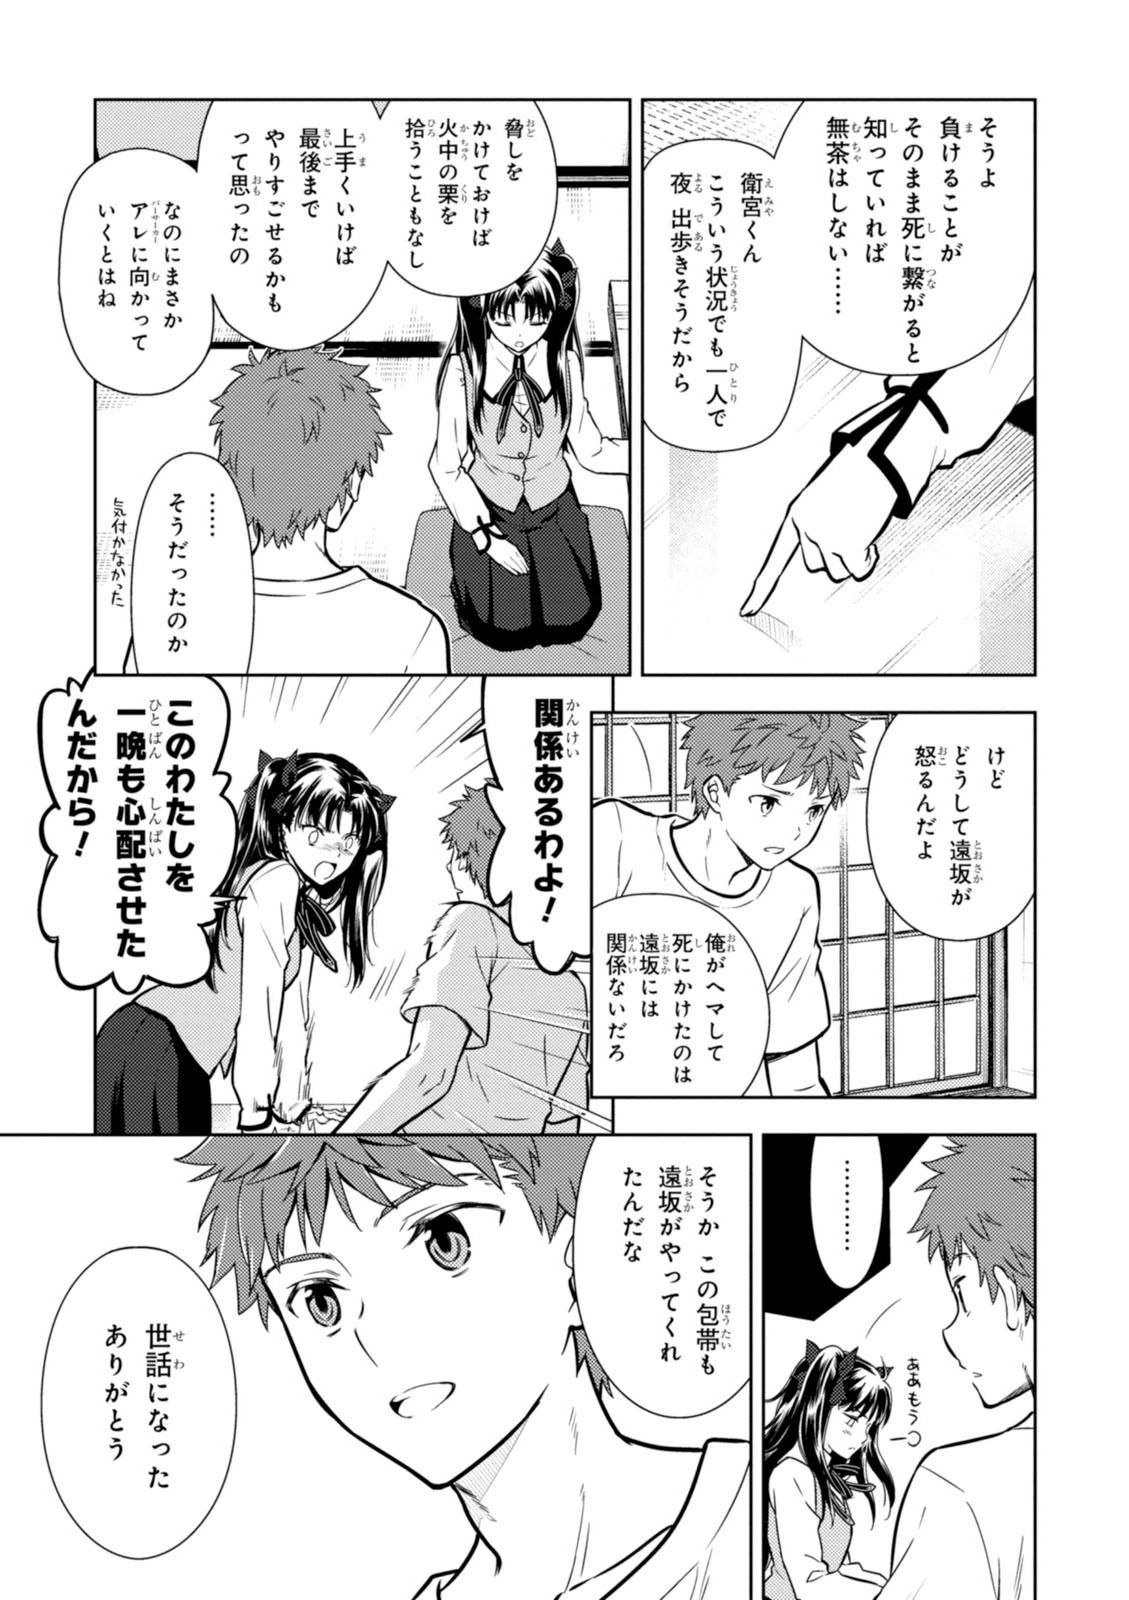 そうよ
負けることが
そのまま死に繋がると
知っていれば
無茶はしない……
衛宮くん
こういう状況でも一人で
夜 出歩きそうだから
脅しを
かけておけば
火中の栗を
拾うこともなし
上手くいけば
最後まで
やりすごせるかも
って思ったの
なのにまさか
アレに向かって
いくとはね
……
そうだったのか
気付かなかった
けど
どうして遠坂が
怒るんだよ
俺がヘマして
死にかけたのは
遠坂には
関係ないだろ
関係あるわよ!
このわたしを
一晩も心配させた
んだから!
…………
ああもう
そうか この包帯も
遠坂がやってくれ
たんだな
世話になった
ありがとう